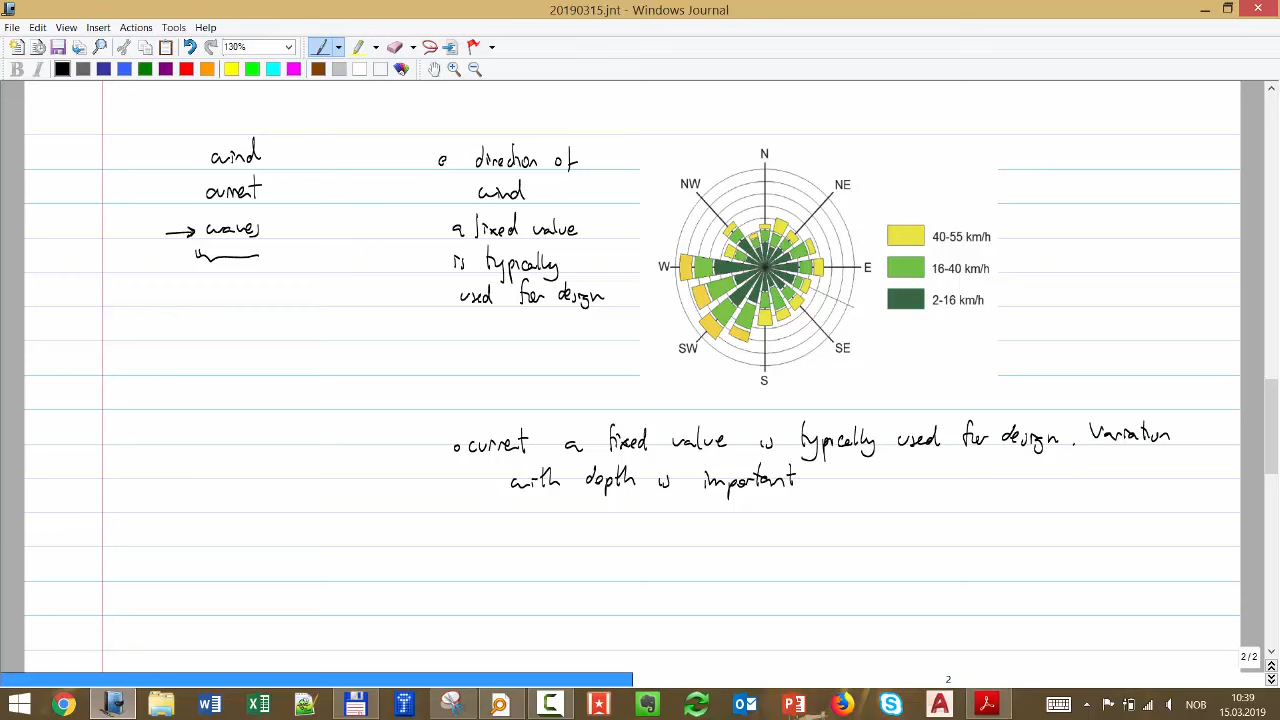 20190315.jnt - Windows Journal
File Edit View Insert Actions Tools Help
130%
B I
wind
current
→ waves
direction of
wind
a fixed value
is typically
used for design
N
NW NE
W E
SW SE
S
40-55 km/h
16-40 km/h
2-16 km/h
current a fixed value is typically used for design. Variation
with depth is important
2/2
2
10:39
NOB
15.03.2019